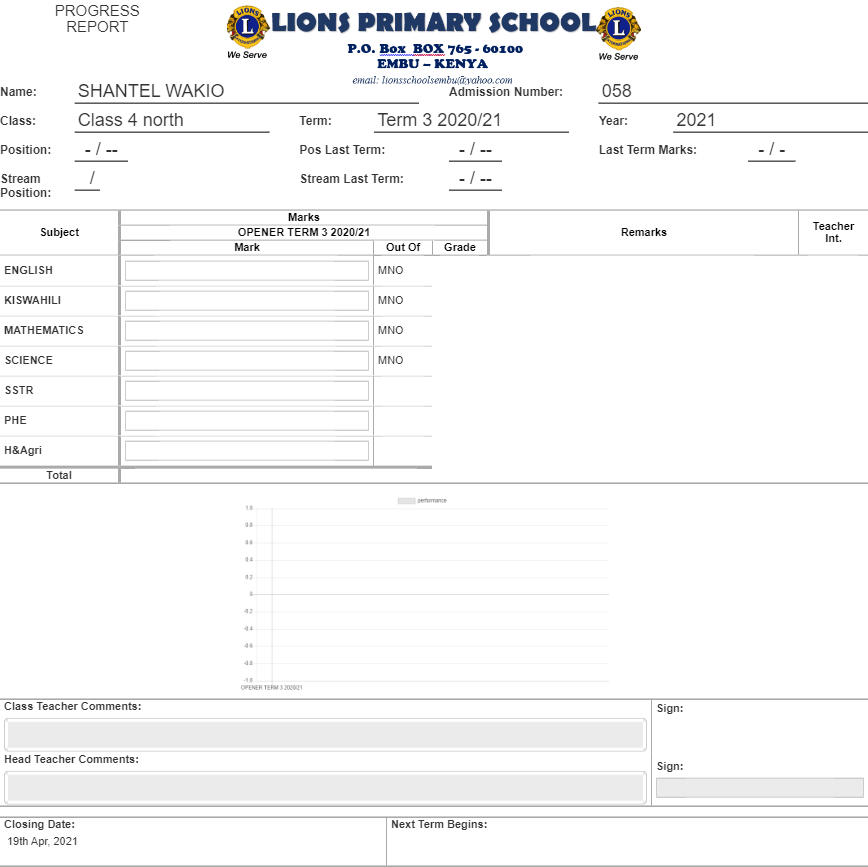 PROGRESS
REPORT
LIONS
L
INTERNATIONAL
We Serve
LIONS PRIMARY SCHOOL
P.O. Box BOX 765 - 60100
EMBU – KENYA
email: lionsschoolsembu@yahoo.com
LIONS
L
INTERNATIONAL
We Serve
Name: SHANTEL WAKIO Admission Number: 058
Class: Class 4 north Term: Term 3 2020/21 Year: 2021
Position: - / -- Pos Last Term: - / -- Last Term Marks: - / -
Stream Position: / Stream Last Term: - / --
Subject Marks Remarks Teacher Int.
OPENER TERM 3 2020/21
Mark Out Of Grade
ENGLISH MNO
KISWAHILI MNO
MATHEMATICS MNO
SCIENCE MNO
SSTR
PHE
H&Agri
Total
performance
1.0
0.8
0.6
0.4
0.2
0
-0.2
-0.4
-0.6
-0.8
-1.0
OPENER TERM 3 2020/21
Class Teacher Comments: Sign:
Head Teacher Comments: Sign:
Closing Date: Next Term Begins:
19th Apr, 2021